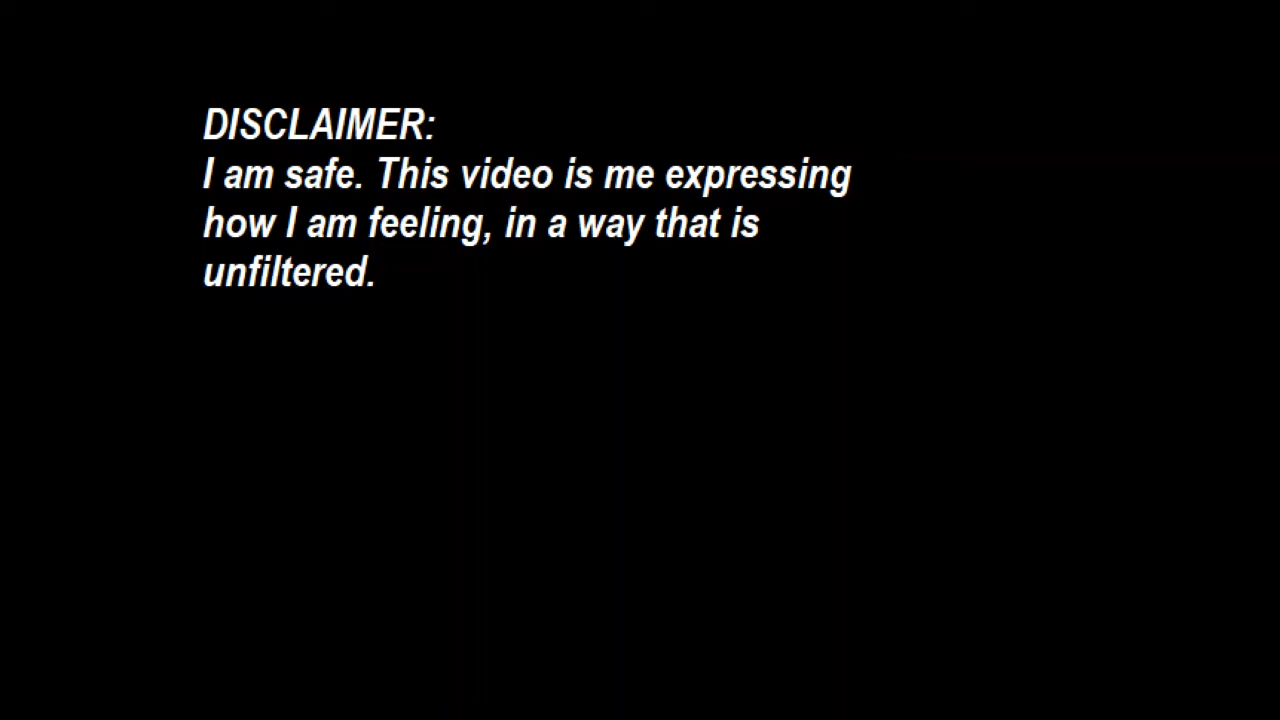 DISCLAIMER:
I am safe. This video is me expressing
how I am feeling, in a way that is
unfiltered.